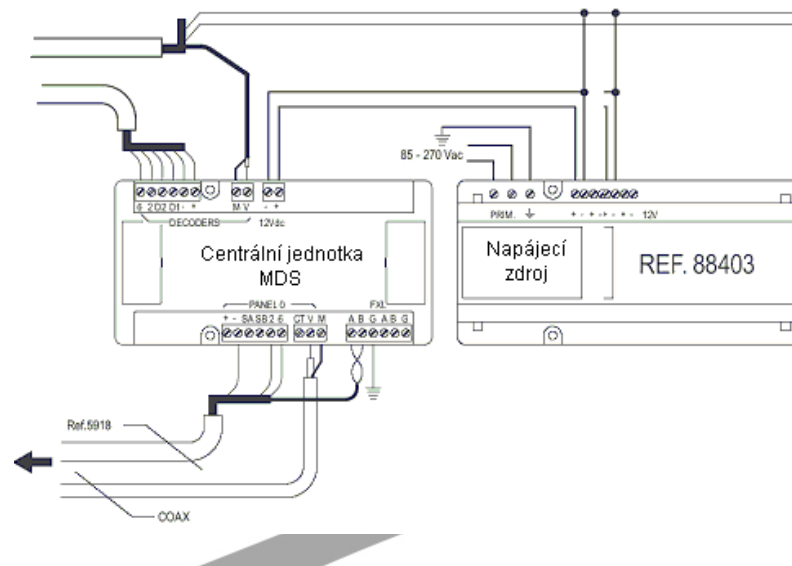 85 - 270 Vac
6 2 D2 D1 - +
M V
- +
DECODERS
12Vdc
PRIM.
+ - + - + - + -
12V
Centrální jednotka
MDS
Napájecí
zdroj
REF. 88403
PANEL 0
+ - SA SB 2 6
CT V M
A B G A B G
Ref.5918
COAX